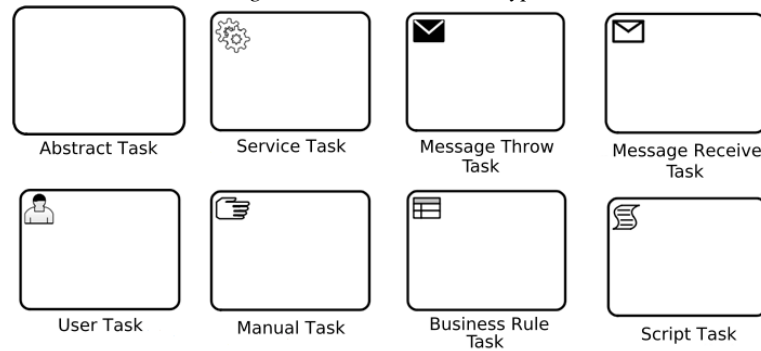 Abstract Task
Service Task
Message Throw
Task
Message Receive
Task
User Task
Manual Task
Business Rule
Task
Script Task